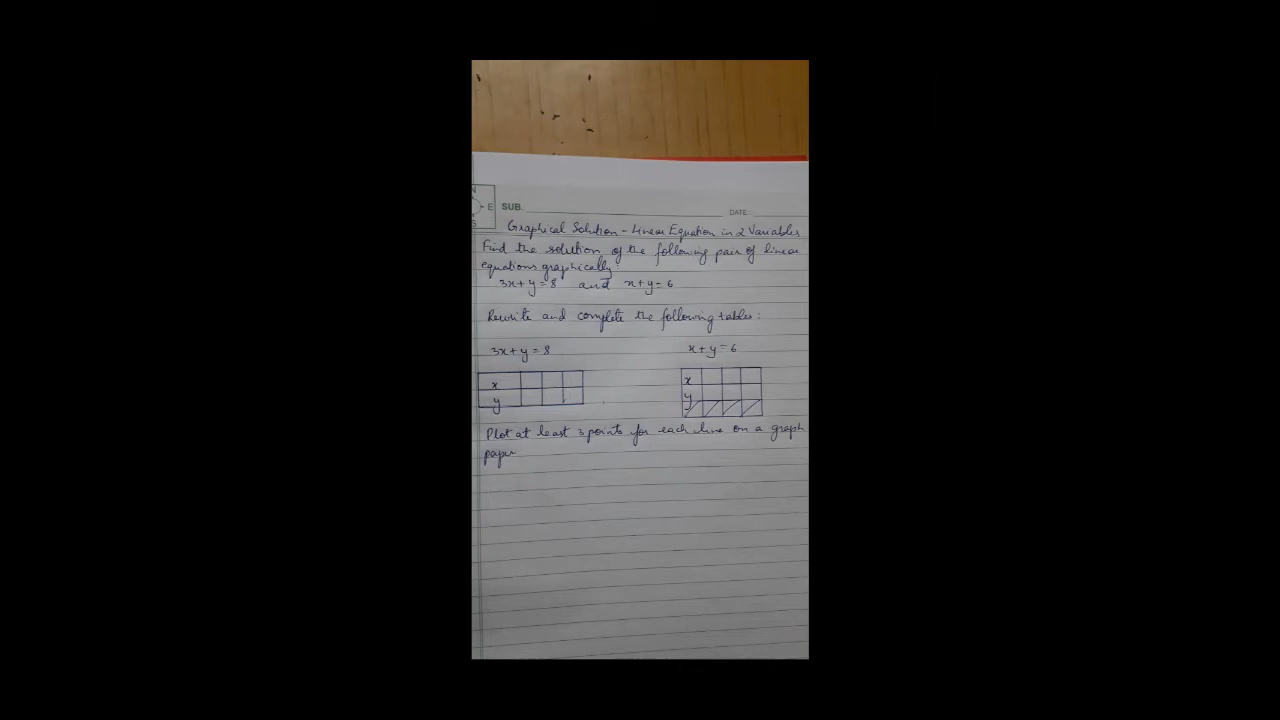 N
E
S
SUB.
DATE:
Graphical Solution - Linear Equation in 2 Variables
Find the solution of the following pair of linear
equations graphically:
3x+y=8 and x+y=6
Rewrite and complete the following tables:
3x+y=8 x+y=6
x x
y y
Plot at least 3 points for each line on a graph
paper